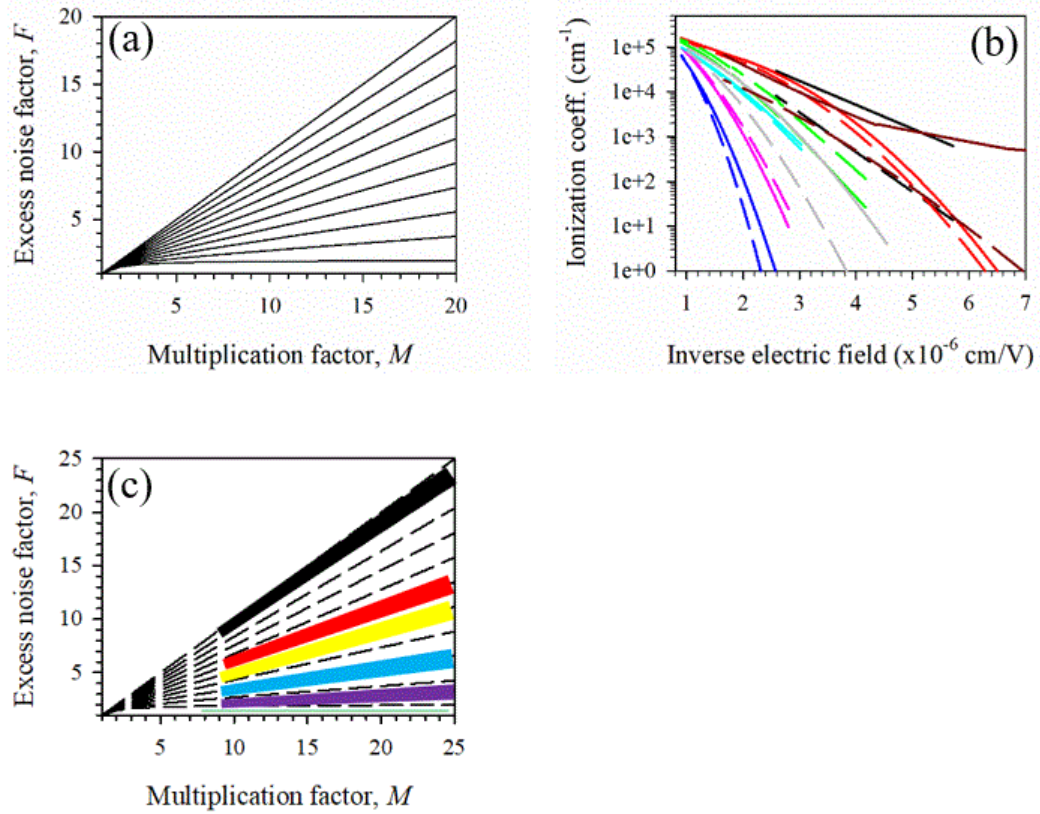 (a)
Excess noise factor, F
20
15
10
5
5 10 15 20
Multiplication factor, M
(b)
Ionization coeff. (cm⁻¹)
1e+5
1e+4
1e+3
1e+2
1e+1
1e+0
1 2 3 4 5 6 7
Inverse electric field (x10⁻⁶ cm/V)
(c)
Excess noise factor, F
25
20
15
10
5
5 10 15 20 25
Multiplication factor, M